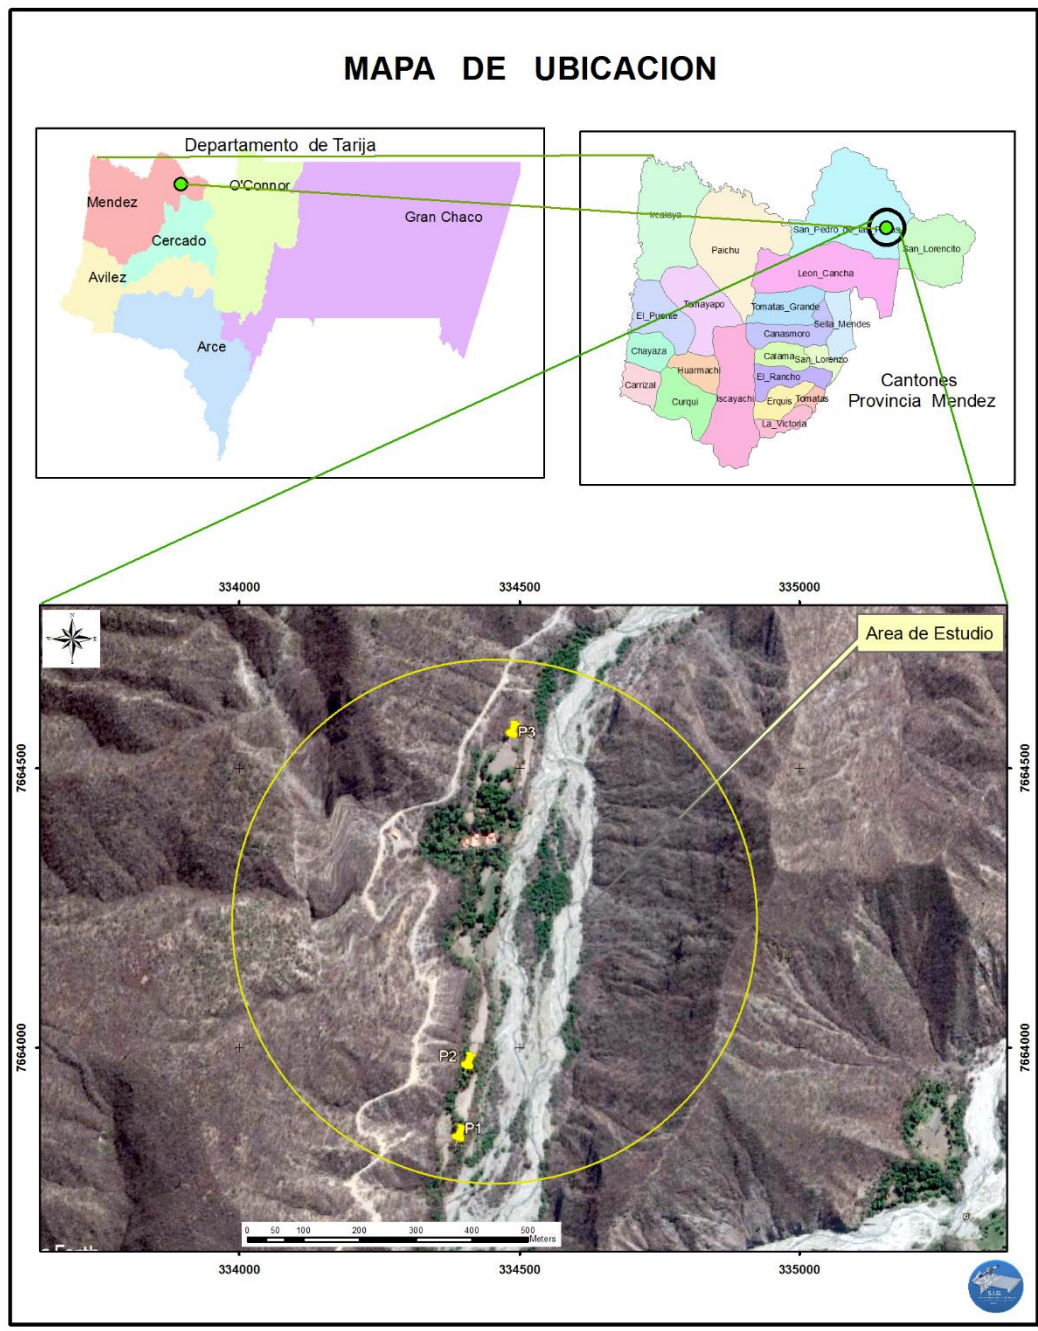 MAPA DE UBICACION
Departamento de Tarija
Mendez
O'Connor
Gran Chaco
Cercado
Avilez
Arce
Ircalaya
Paichu
San_Lorencito
Leon_Cancha
Tomayapo
Tomatas_Grande
El_Puente
Sella_Mendes
Canasmoro
Chayaza
Calama
San_Lorenzo
Huarmachi
El_Rancho
Carrizal
Curqui
Iscayachi
Erquis
Tomatas
La_Victoria
Cantones
Provincia Mendez
334000 334500 335000
Area de Estudio
P3
7664500 7664500
7664000 7664000
P2
P1
0 50 100 200 300 400 500
Meters
334000 334500 335000
S.I.G.